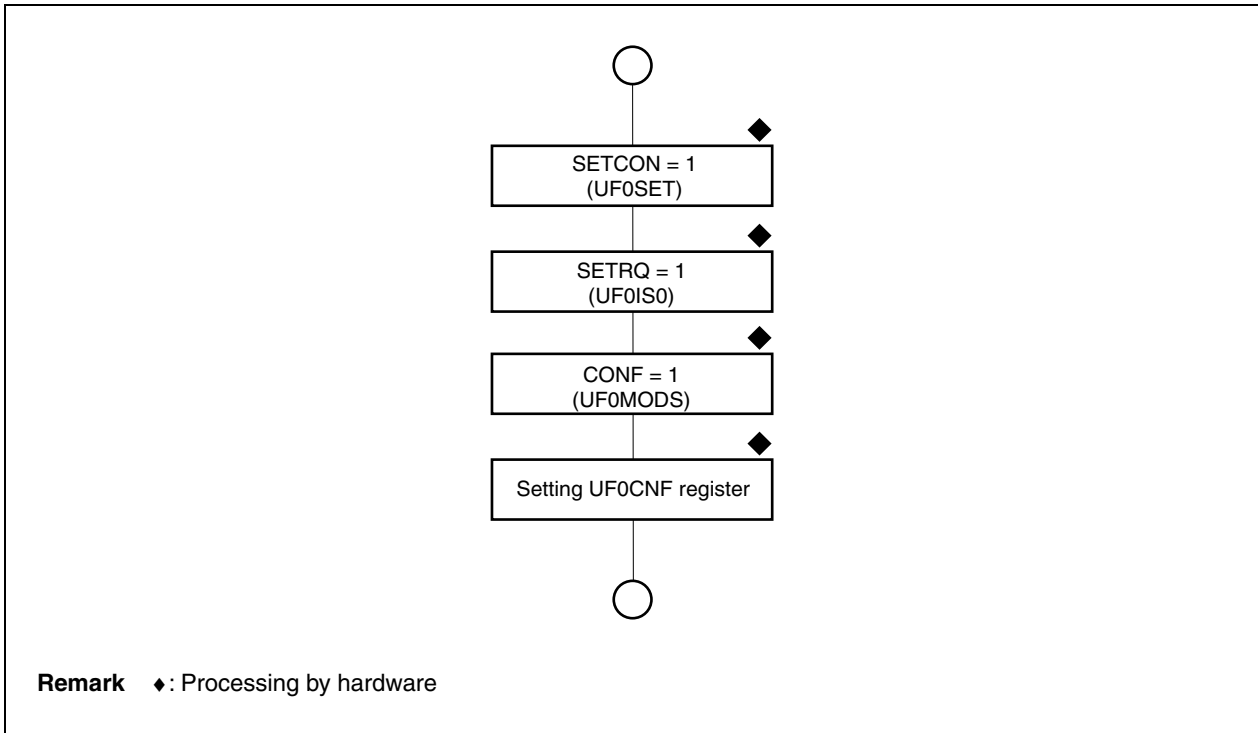 SETCON = 1
(UF0SET)
SETRQ = 1
(UF0IS0)
CONF = 1
(UF0MODS)
Setting UF0CNF register
Remark ♦: Processing by hardware